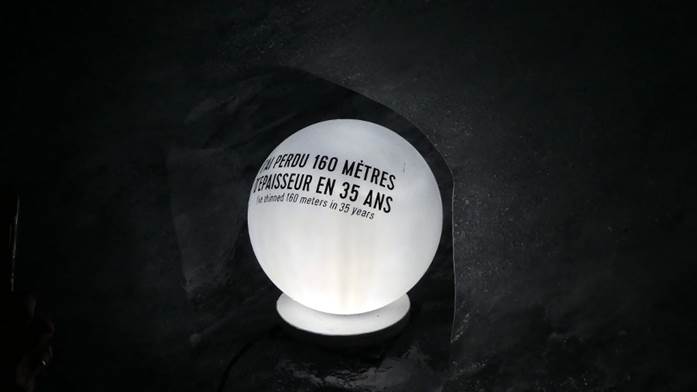 J'AI PERDU 160 MÈTRES
D'ÉPAISSEUR EN 35 ANS
I've thinned 160 meters in 35 years